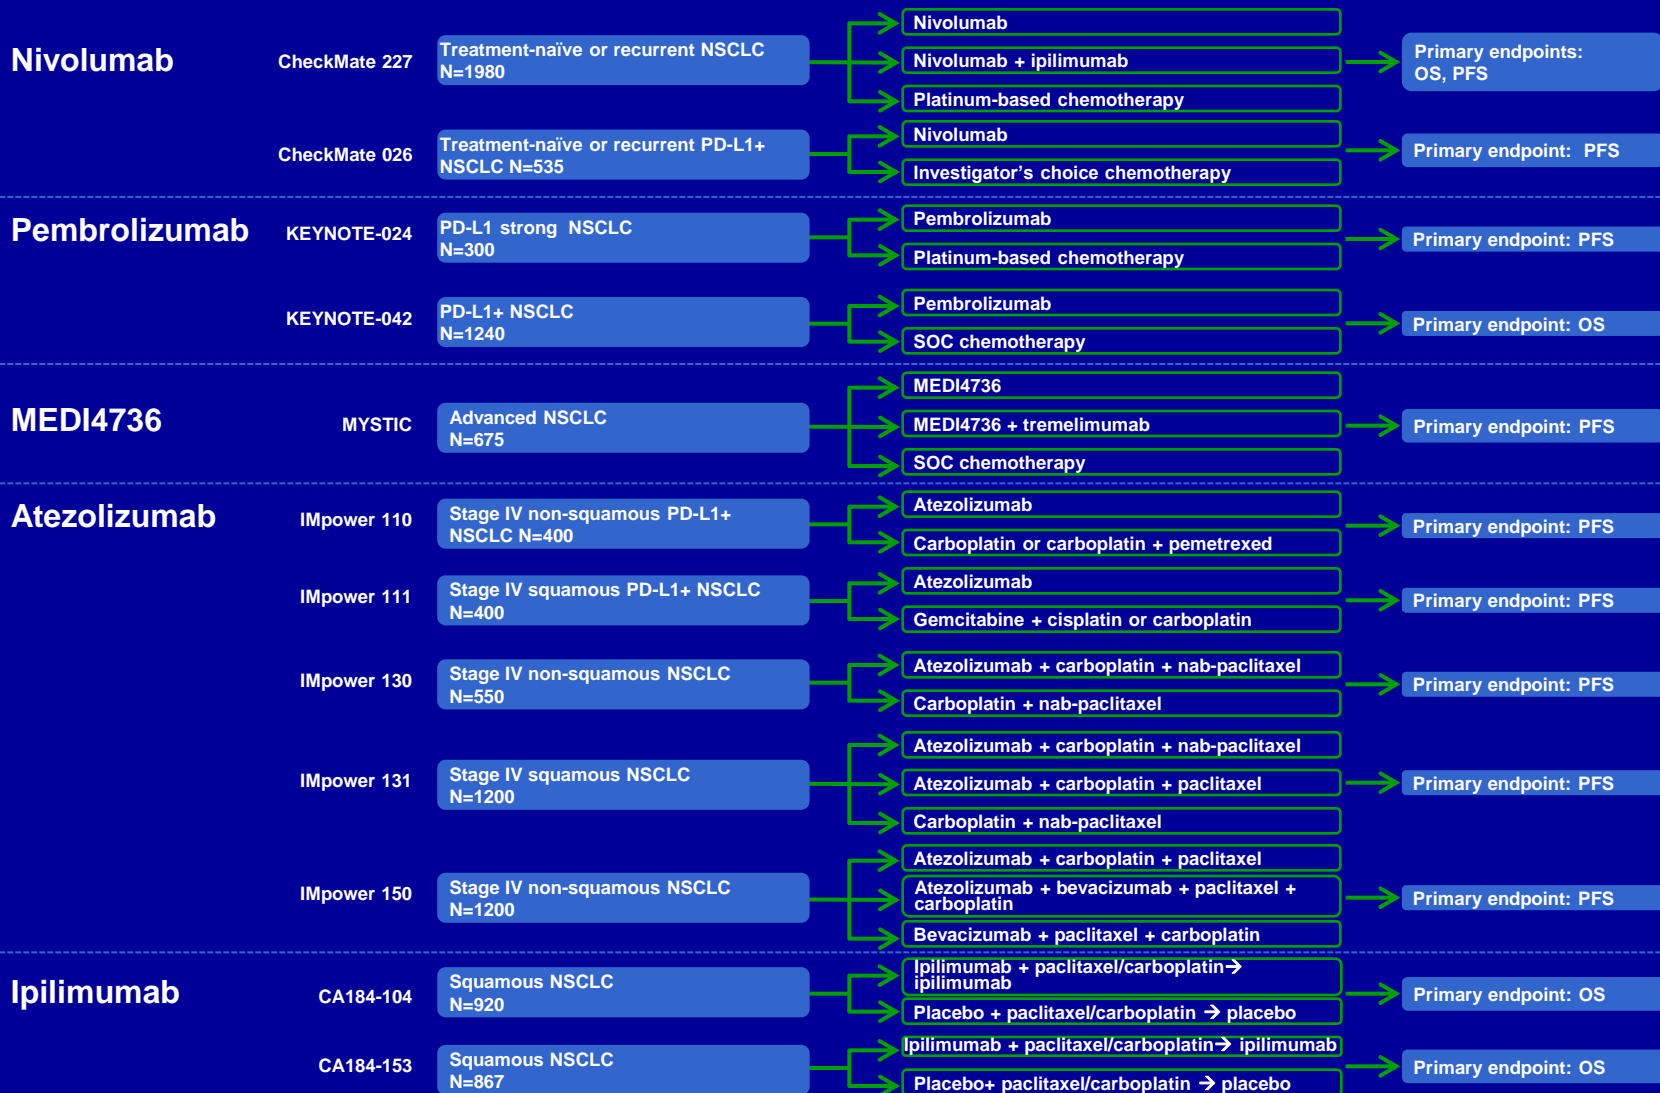 Nivolumab
CheckMate 227
Treatment-naïve or recurrent NSCLC
N=1980
Nivolumab
Nivolumab + ipilimumab
Platinum-based chemotherapy
Primary endpoints:
OS, PFS
CheckMate 026
Treatment-naïve or recurrent PD-L1+
NSCLC N=535
Nivolumab
Investigator’s choice chemotherapy
Primary endpoint: PFS
Pembrolizumab
KEYNOTE-024
PD-L1 strong NSCLC
N=300
Pembrolizumab
Platinum-based chemotherapy
Primary endpoint: PFS
KEYNOTE-042
PD-L1+ NSCLC
N=1240
Pembrolizumab
SOC chemotherapy
Primary endpoint: OS
MEDI4736
MYSTIC
Advanced NSCLC
N=675
MEDI4736
MEDI4736 + tremelimumab
SOC chemotherapy
Primary endpoint: PFS
Atezolizumab
IMpower 110
Stage IV non-squamous PD-L1+
NSCLC N=400
Atezolizumab
Carboplatin or carboplatin + pemetrexed
Primary endpoint: PFS
IMpower 111
Stage IV squamous PD-L1+ NSCLC
N=400
Atezolizumab
Gemcitabine + cisplatin or carboplatin
Primary endpoint: PFS
IMpower 130
Stage IV non-squamous NSCLC
N=550
Atezolizumab + carboplatin + nab-paclitaxel
Carboplatin + nab-paclitaxel
Primary endpoint: PFS
IMpower 131
Stage IV squamous NSCLC
N=1200
Atezolizumab + carboplatin + nab-paclitaxel
Atezolizumab + carboplatin + paclitaxel
Carboplatin + nab-paclitaxel
Primary endpoint: PFS
IMpower 150
Stage IV non-squamous NSCLC
N=1200
Atezolizumab + carboplatin + paclitaxel
Atezolizumab + bevacizumab + paclitaxel +
carboplatin
Bevacizumab + paclitaxel + carboplatin
Primary endpoint: PFS
Ipilimumab
CA184-104
Squamous NSCLC
N=920
Ipilimumab + paclitaxel/carboplatin→
ipilimumab
Placebo + paclitaxel/carboplatin → placebo
Primary endpoint: OS
CA184-153
Squamous NSCLC
N=867
Ipilimumab + paclitaxel/carboplatin→ ipilimumab
Placebo+ paclitaxel/carboplatin → placebo
Primary endpoint: OS